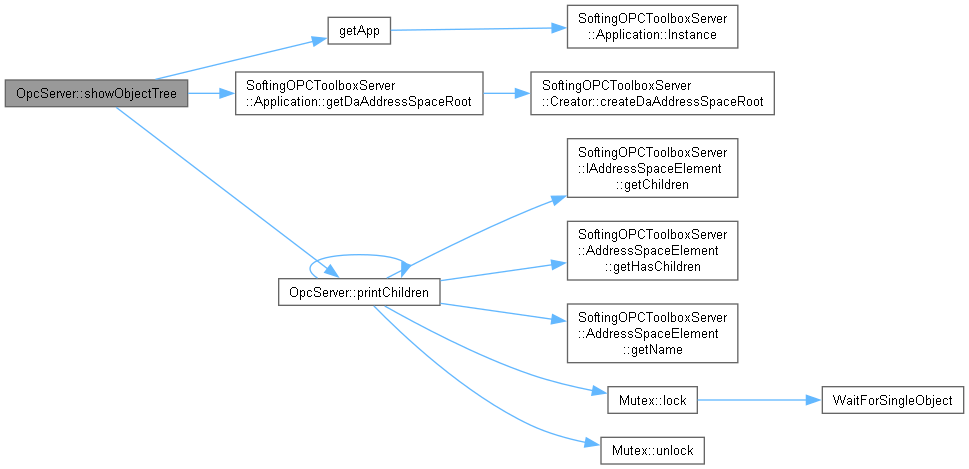 getApp
SoftingOPCToolboxServer
::Application::Instance
OpcServer::showObjectTree
SoftingOPCToolboxServer
::Application::getDaAddressSpaceRoot
SoftingOPCToolboxServer
::Creator::createDaAddressSpaceRoot
SoftingOPCToolboxServer
::IAddressSpaceElement
::getChildren
SoftingOPCToolboxServer
::AddressSpaceElement
::getHasChildren
OpcServer::printChildren
SoftingOPCToolboxServer
::AddressSpaceElement
::getName
Mutex::lock
WaitForSingleObject
Mutex::unlock